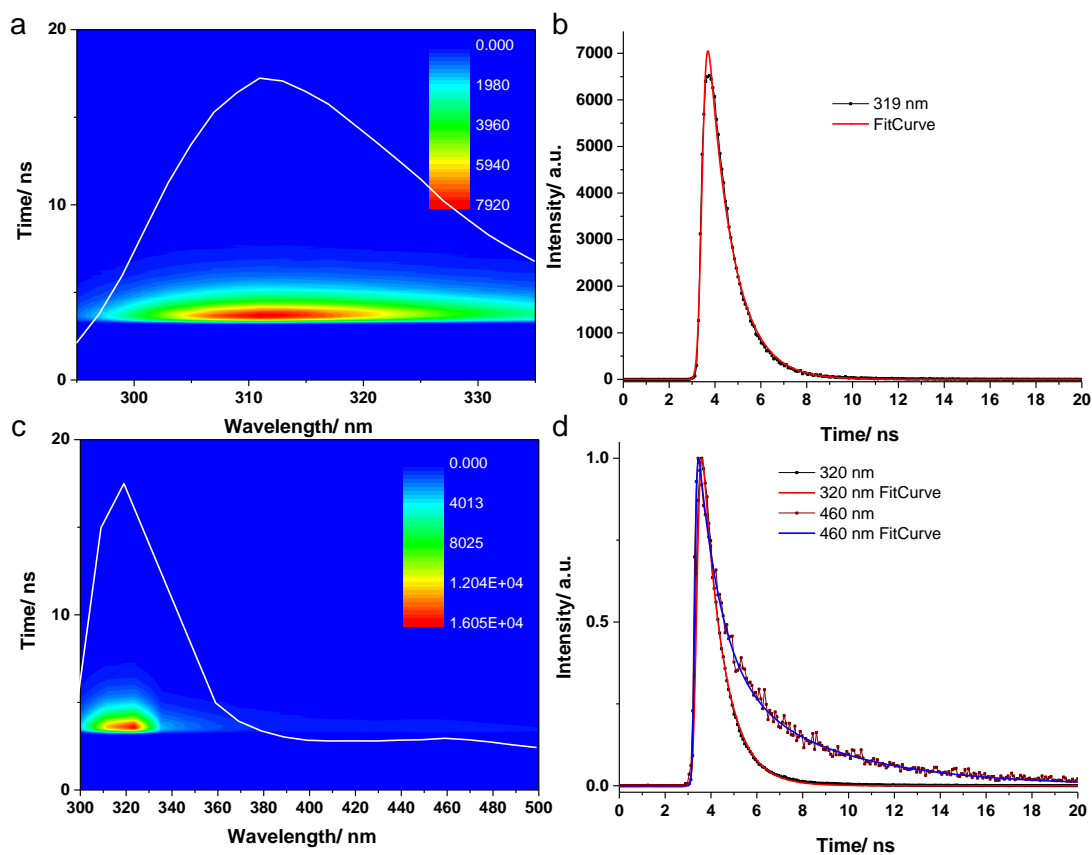 a
20
10
0
Time/ ns
300
310
320
330
Wavelength/ nm
0.000
1980
3960
5940
7920
b
7000
6000
5000
4000
3000
2000
1000
0
Intensity/ a.u.
319 nm
FitCurve
0 2 4 6 8 10 12 14 16 18 20
Time/ ns
c
20
10
0
Time/ ns
300 320 340 360 380 400 420 440 460 480 500
Wavelength/ nm
0.000
4013
8025
1.204E+04
1.605E+04
d
1.0
0.5
0.0
Intensity/ a.u.
320 nm
320 nm FitCurve
460 nm
460 nm FitCurve
0 2 4 6 8 10 12 14 16 18 20
Time/ ns